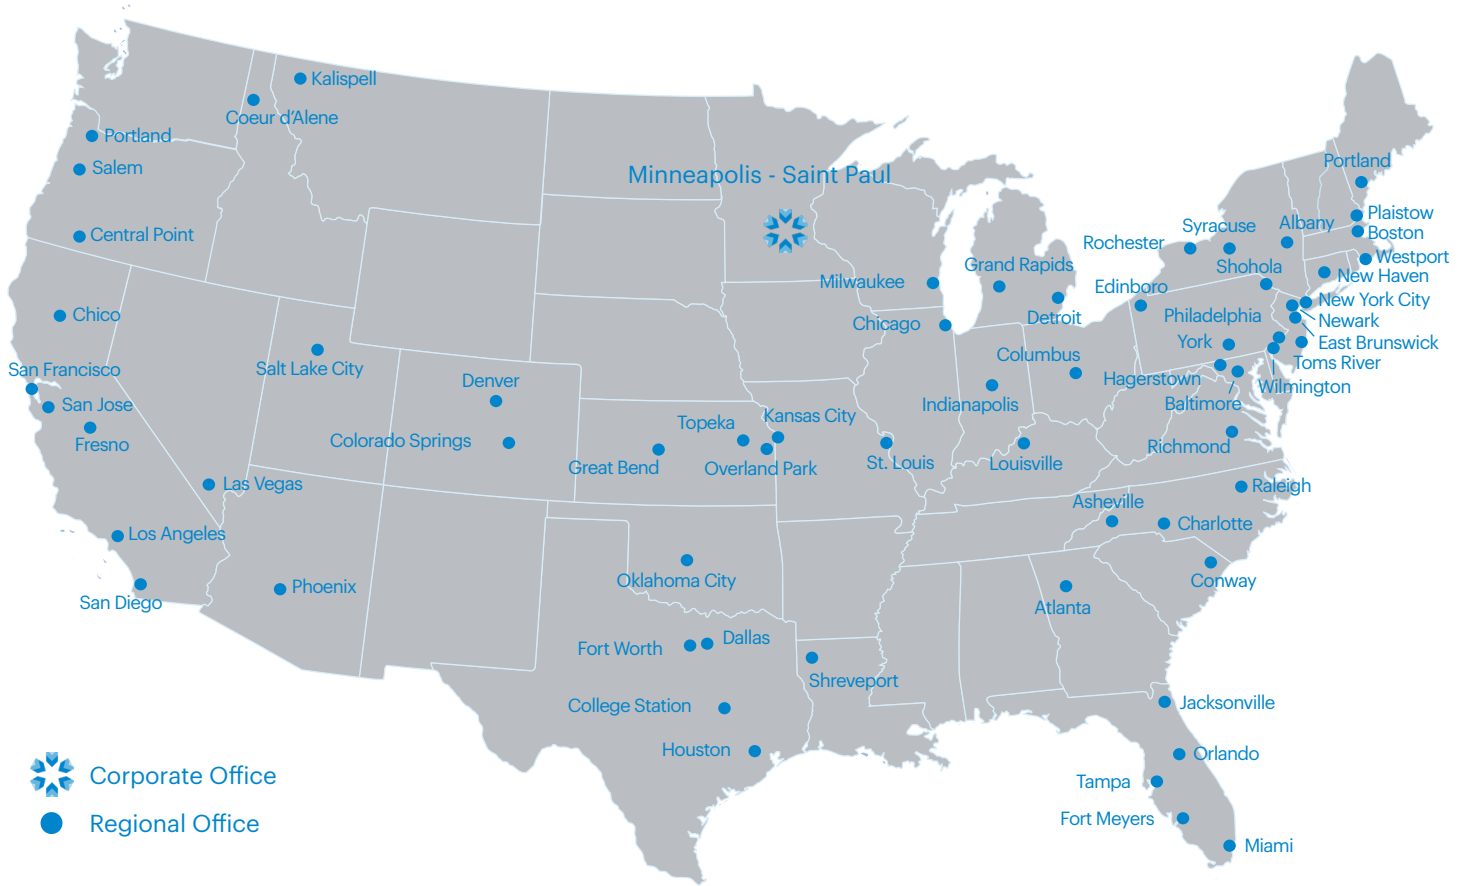 Kalispell
Coeur d'Alene
Portland
Salem
Central Point
Chico
San Francisco
San Jose
Fresno
Salt Lake City
Las Vegas
Los Angeles
San Diego
Phoenix
Denver
Colorado Springs
Minneapolis - Saint Paul
Great Bend
Topeka
Kansas City
Overland Park
Oklahoma City
Fort Worth
Dallas
College Station
Houston
Shreveport
St. Louis
Milwaukee
Chicago
Grand Rapids
Detroit
Columbus
Indianapolis
Louisville
Portland
Plaistow
Boston
Westport
New Haven
Albany
Syracuse
Rochester
Shohola
Edinboro
New York City
Newark
East Brunswick
Toms River
Philadelphia
York
Wilmington
Hagerstown
Baltimore
Richmond
Raleigh
Asheville
Charlotte
Conway
Atlanta
Jacksonville
Orlando
Tampa
Fort Meyers
Miami
Corporate Office
Regional Office